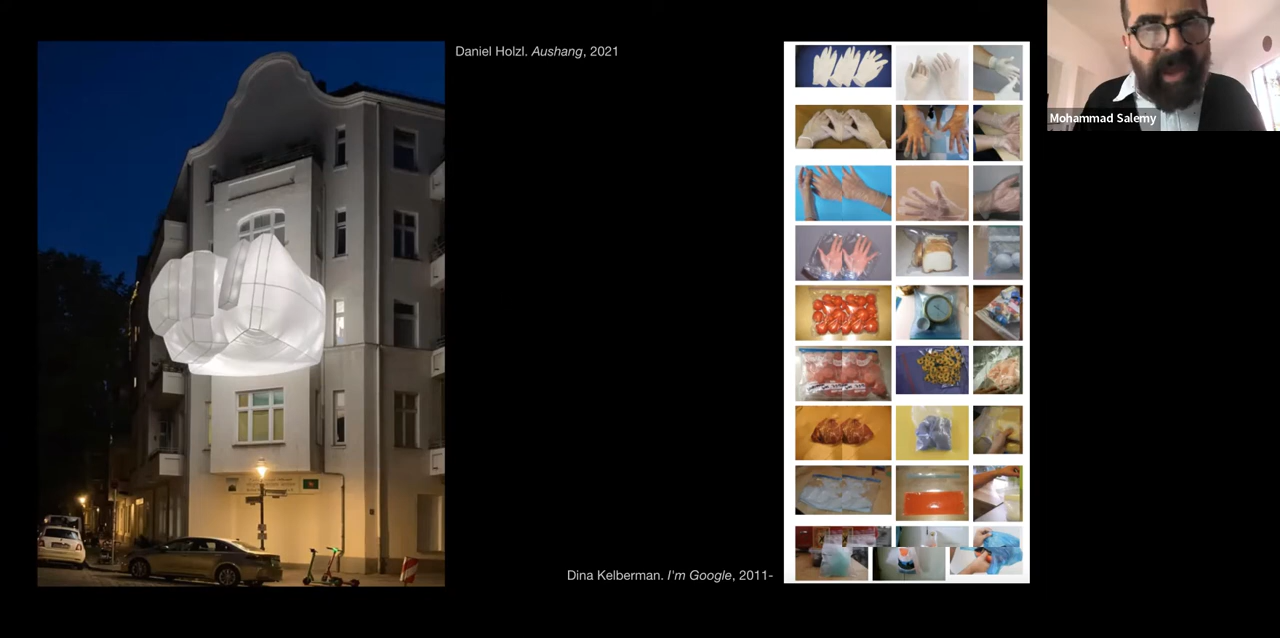 Daniel Holzl. Aushang, 2021
Mohammad Salemy
Dina Kelberman. I'm Google, 2011-